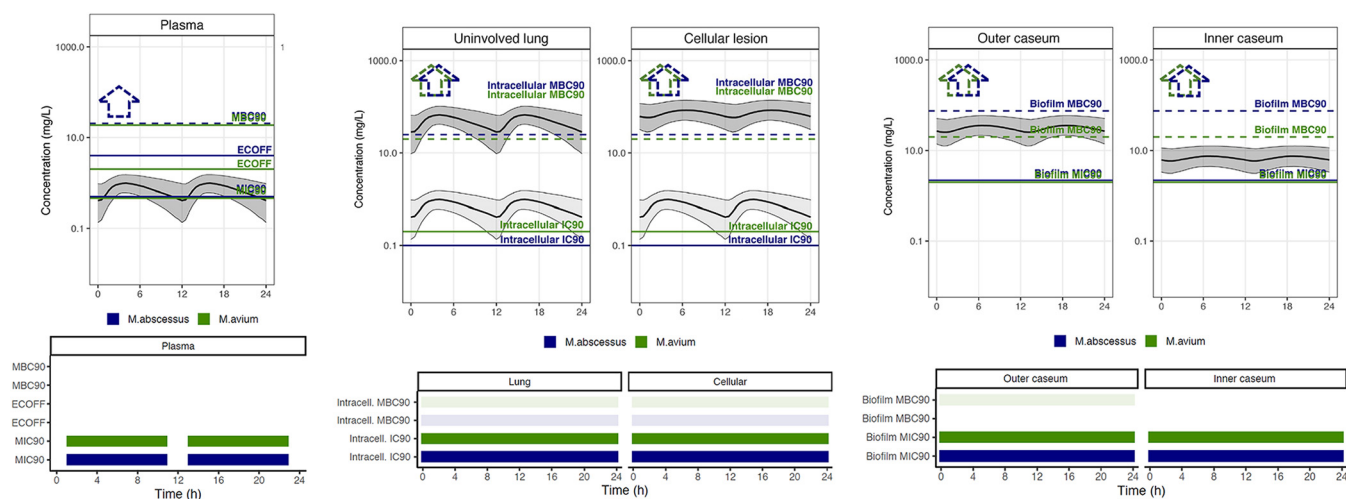 Plasma
Concentration (mg/L)
1000.0
10.0
0.1
1
MBC90
MBC90
ECOFF
ECOFF
MIC90
MIC90
0 6 12 18 24
M.abscessus M.avium
Uninvolved lung Cellular lesion
Concentration (mg/L)
1000.0
10.0
0.1
Intracellular MBC90
Intracellular MBC90
Intracellular IC90
Intracellular IC90
Intracellular MBC90
Intracellular MBC90
Intracellular IC90
Intracellular IC90
0 6 12 18 24 0 6 12 18 24
M.abscessus M.avium
Outer caseum Inner caseum
Concentration (mg/L)
1000.0
10.0
0.1
Biofilm MBC90
Biofilm MBC90
Biofilm MIC90
Biofilm MIC90
Biofilm MBC90
Biofilm MBC90
Biofilm MIC90
Biofilm MIC90
0 6 12 18 24 0 6 12 18 24
M.abscessus M.avium
Plasma
MBC90
MBC90
ECOFF
ECOFF
MIC90
MIC90
0 4 8 12 16 20 24
Time (h)
Lung Cellular
Intracell. MBC90
Intracell. MBC90
Intracell. IC90
Intracell. IC90
0 4 8 12 16 20 24 0 4 8 12 16 20 24
Time (h)
Outer caseum Inner caseum
Biofilm MBC90
Biofilm MBC90
Biofilm MIC90
Biofilm MIC90
0 4 8 12 16 20 24 0 4 8 12 16 20 24
Time (h)